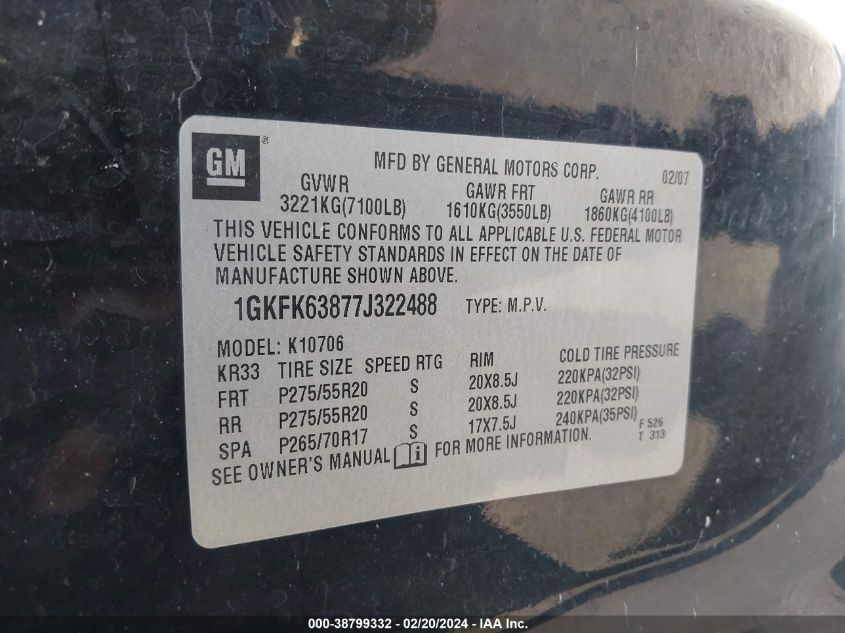 GM ®
MFD BY GENERAL MOTORS CORP. 02/07
GVWR GAWR FRT GAWR RR
3221KG(7100LB) 1610KG(3550LB) 1860KG(4100LB)
THIS VEHICLE CONFORMS TO ALL APPLICABLE U.S. FEDERAL MOTOR
VEHICLE SAFETY STANDARDS IN EFFECT ON THE DATE OF
MANUFACTURE SHOWN ABOVE.
1GKFK63877J322488 TYPE: M.P.V.
MODEL: K10706
KR33 TIRE SIZE SPEED RTG RIM COLD TIRE PRESSURE
FRT P275/55R20 S 20X8.5J 220KPA(32PSI)
RR P275/55R20 S 20X8.5J 220KPA(32PSI)
SPA P265/70R17 S 17X7.5J 240KPA(35PSI)
F 526
T 313
SEE OWNER'S MANUAL i FOR MORE INFORMATION.
000-38799332 - 02/20/2024 - IAA Inc.